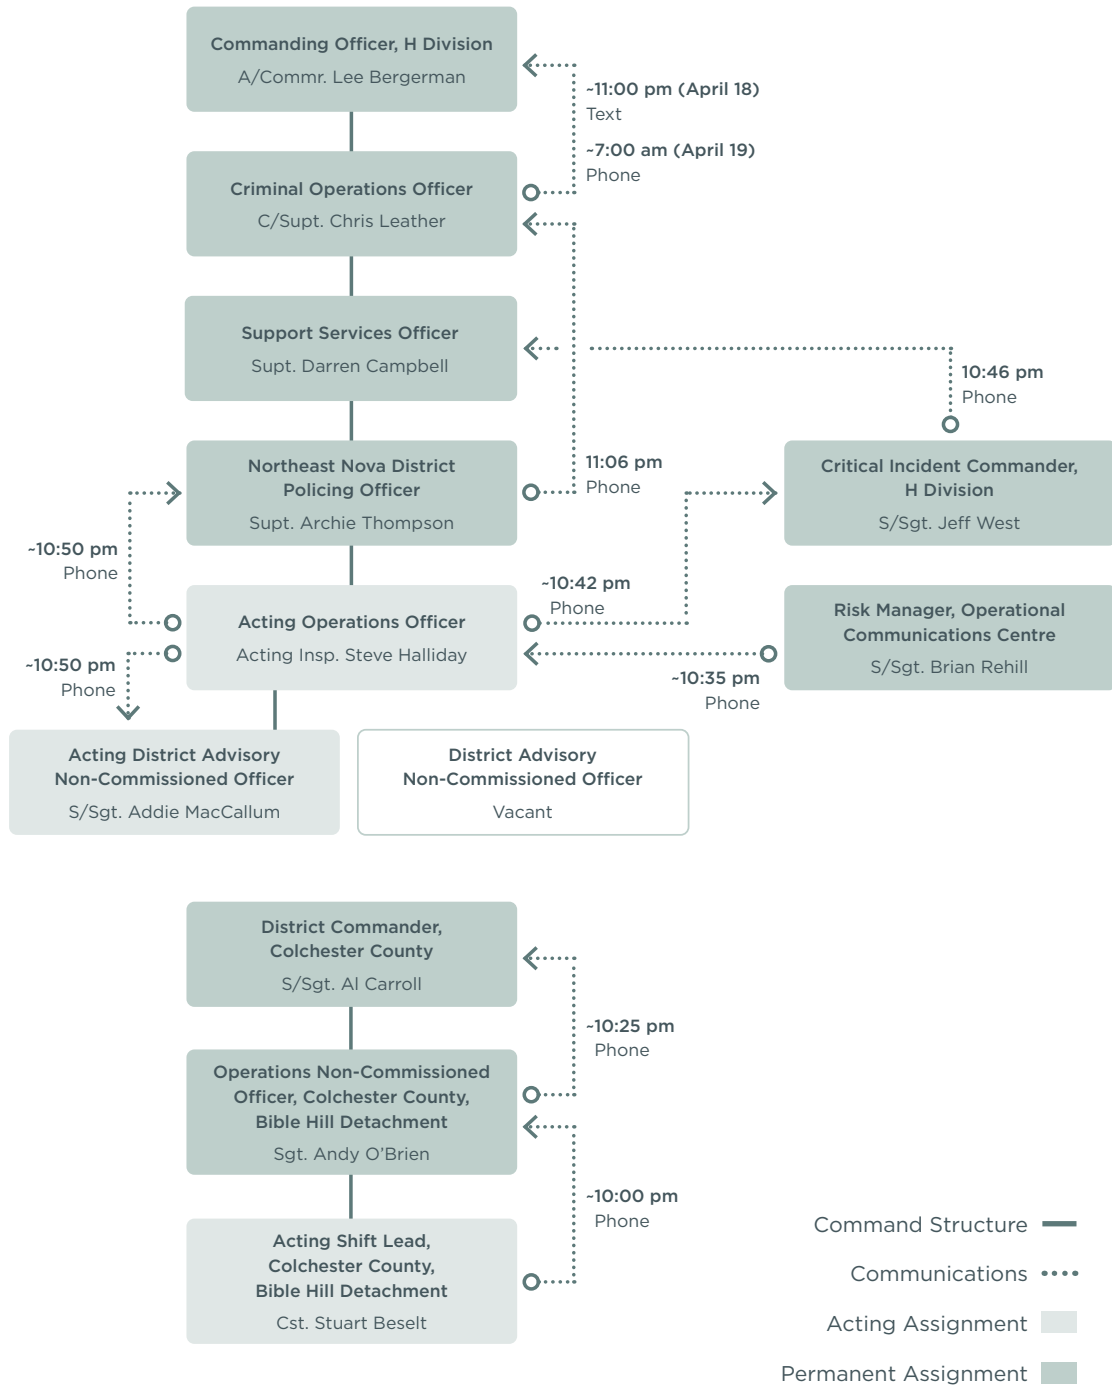 Commanding Officer, H Division
A/Commr. Lee Bergerman
~11:00 pm (April 18)
Text
~7:00 am (April 19)
Phone
Criminal Operations Officer
C/Supt. Chris Leather
Support Services Officer
Supt. Darren Campbell
10:46 pm
Phone
Northeast Nova District
Policing Officer
Supt. Archie Thompson
11:06 pm
Phone
Critical Incident Commander,
H Division
S/Sgt. Jeff West
~10:50 pm
Phone
~10:42 pm
Phone
Acting Operations Officer
Acting Insp. Steve Halliday
Risk Manager, Operational
Communications Centre
S/Sgt. Brian Rehill
~10:50 pm
Phone
~10:35 pm
Phone
Acting District Advisory
Non-Commissioned Officer
S/Sgt. Addie MacCallum
District Advisory
Non-Commissioned Officer
Vacant
District Commander,
Colchester County
S/Sgt. Al Carroll
~10:25 pm
Phone
Operations Non-Commissioned
Officer, Colchester County,
Bible Hill Detachment
Sgt. Andy O’Brien
~10:00 pm
Phone
Acting Shift Lead,
Colchester County,
Bible Hill Detachment
Cst. Stuart Beselt
Command Structure
Communications
Acting Assignment
Permanent Assignment